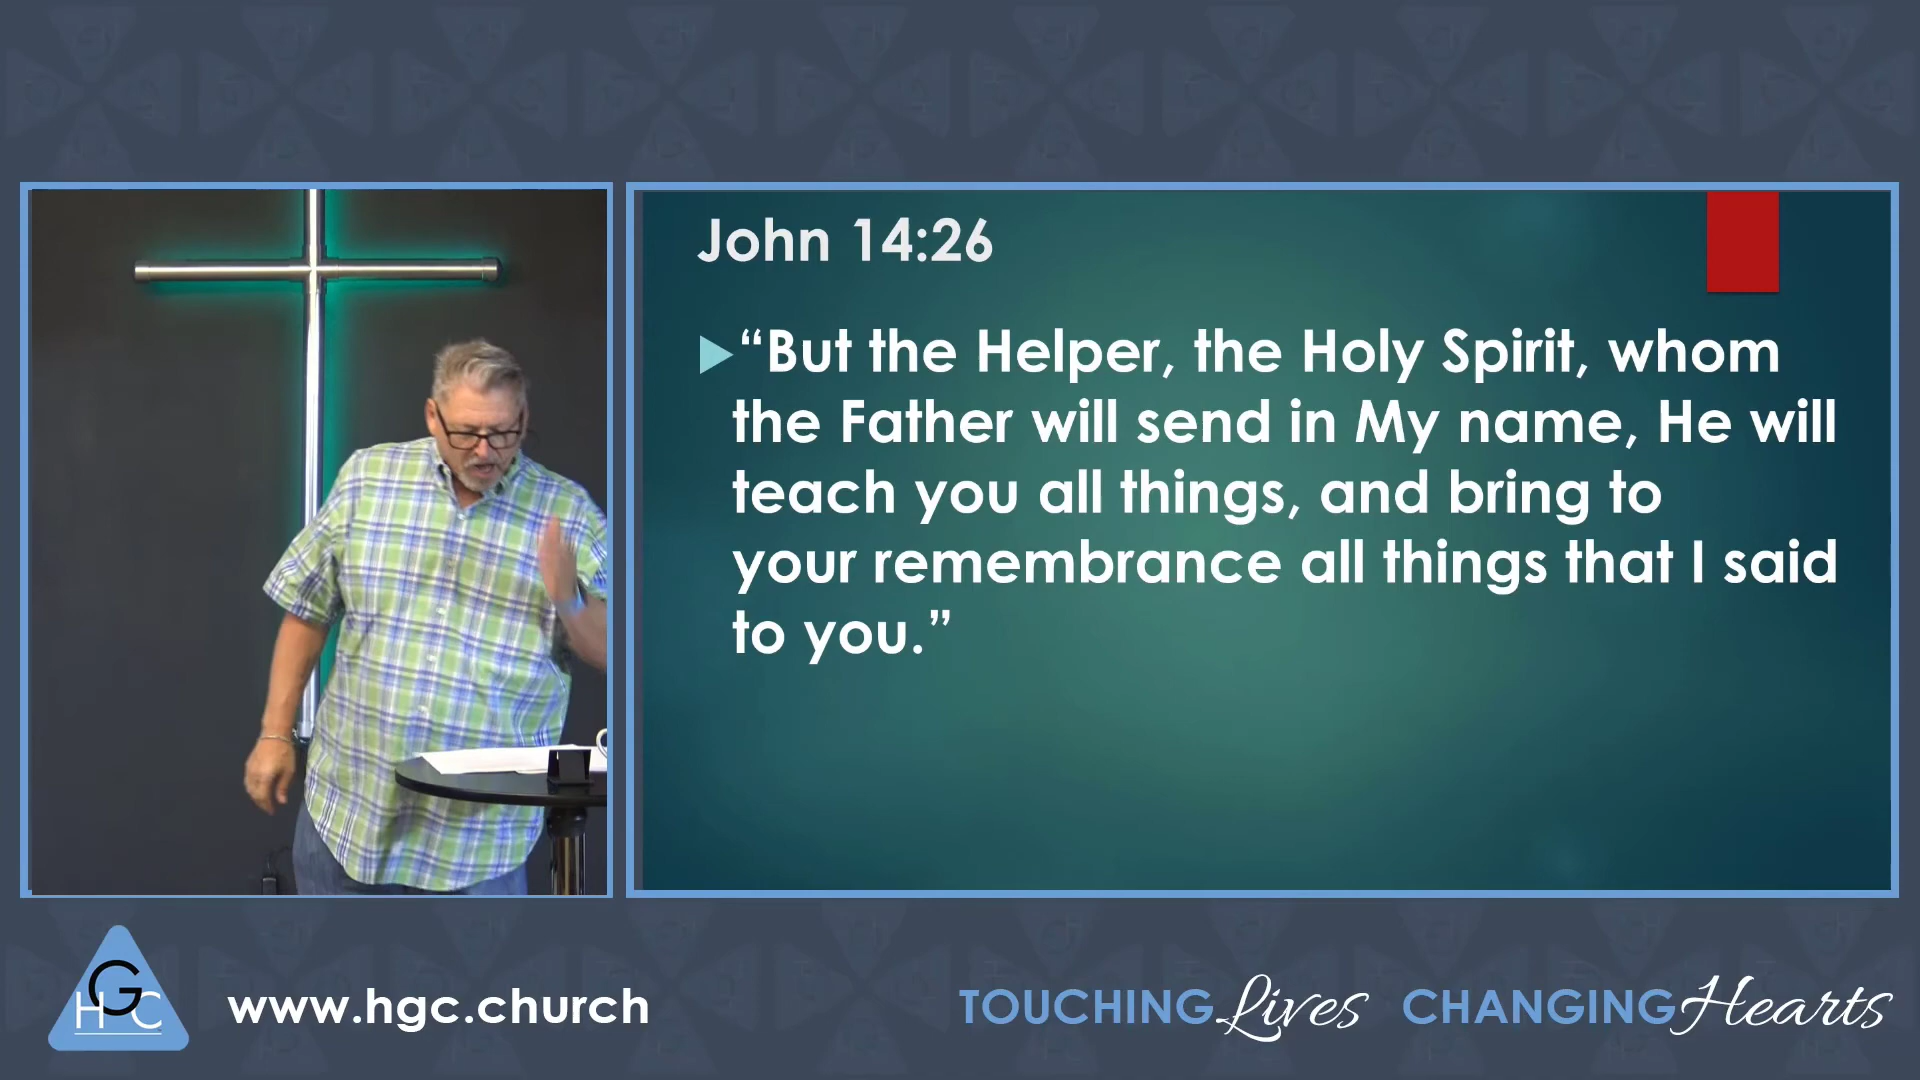 John 14:26
“But the Helper, the Holy Spirit, whom
the Father will send in My name, He will
teach you all things, and bring to
your remembrance all things that I said
to you.”
HGC
www.hgc.church
TOUCHING Lives CHANGING Hearts